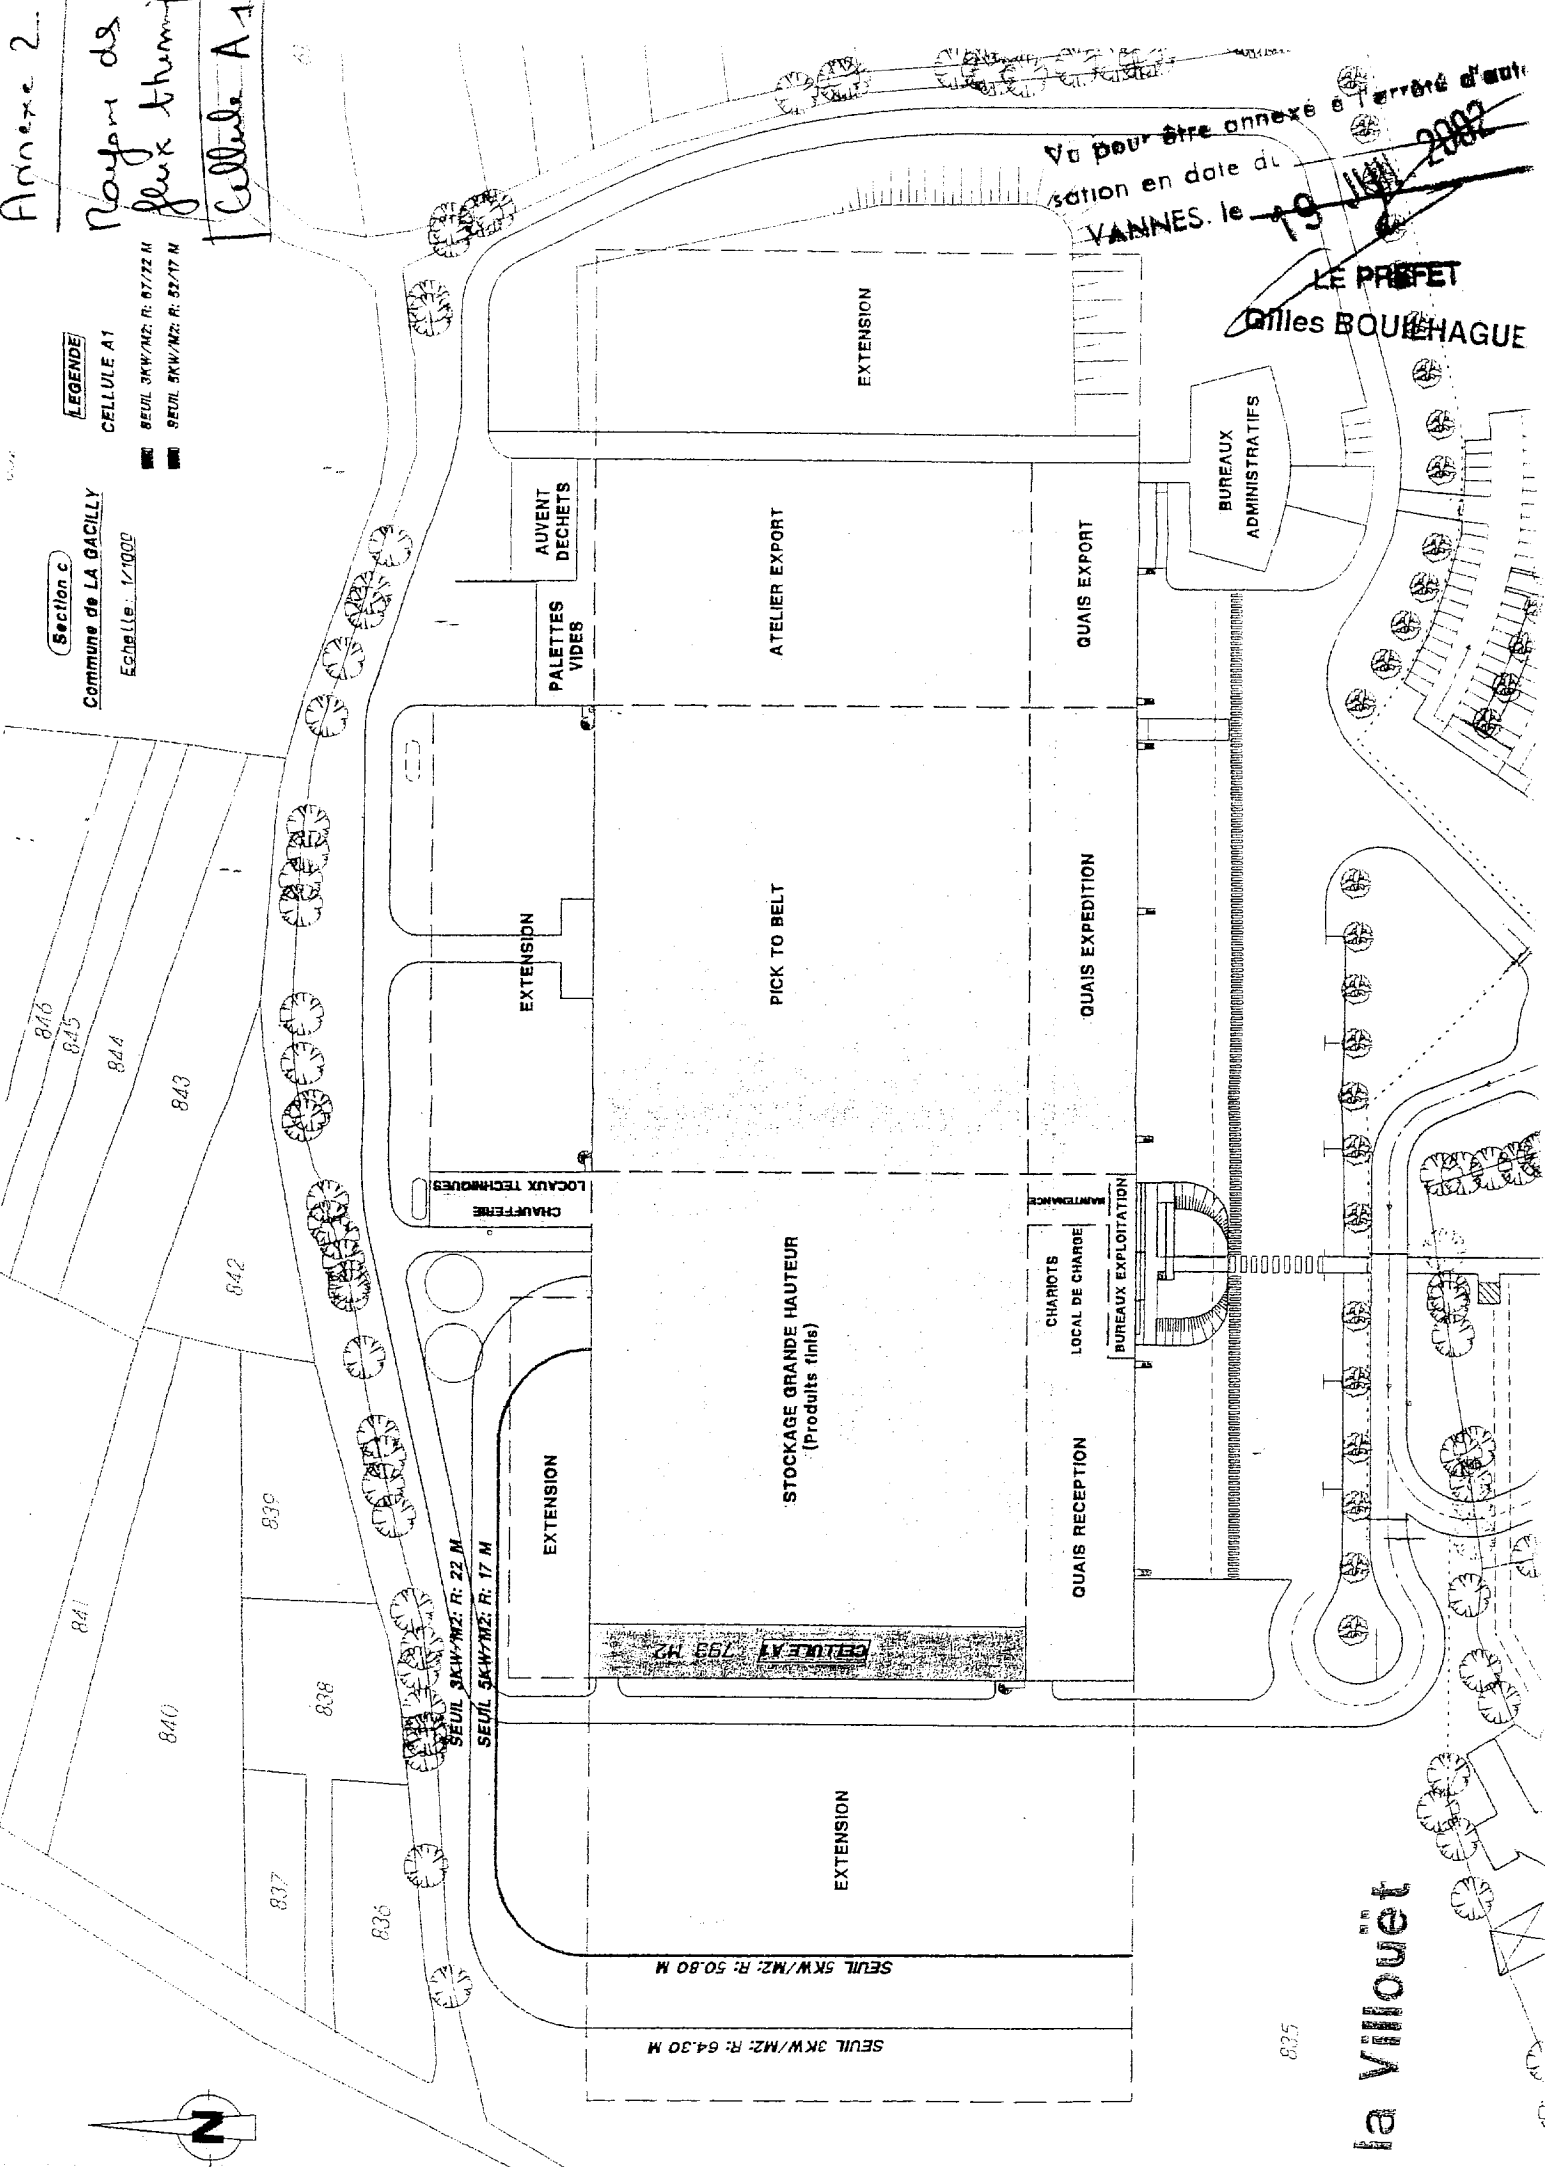 Annexe 2
Rayon de
flux thermi
Cellule A1
LEGENDE
CELLULE A1
SEUIL 3KW/M2: R: 67/22 M
SEUIL 5KW/M2: R: 52/17 M
Section c
Commune de LA GACILLY
Echelle : 1/1000
Vu pour être annexé à l'arrêté d'auto
sation en date du
VANNES. le 19 JUIL 2002
LE PREFET
Gilles BOUILHAGUE
846
845
844
843
842
841
840
839
838
837
836
835
EXTENSION
AUVENT
DECHETS
PALETTES
VIDES
ATELIER EXPORT
QUAIS EXPORT
BUREAUX
ADMINISTRATIFS
EXTENSION
PICK TO BELT
QUAIS EXPEDITION
LOCAUX TECHNIQUES
CHAUFFERIE
MAINTENANCE
BUREAUX EXPLOITATION
CHARIOTS
LOCAL DE CHARGE
STOCKAGE GRANDE HAUTEUR
(Produits finis)
QUAIS RECEPTION
EXTENSION
SEUIL 3KW/M2: R: 22 M
SEUIL 5KW/M2: R: 17 M
CELLULE A1 793 M2
EXTENSION
SEUIL 5KW/M2: R: 50.80 M
SEUIL 3KW/M2: R: 64.30 M
la Villouët
N